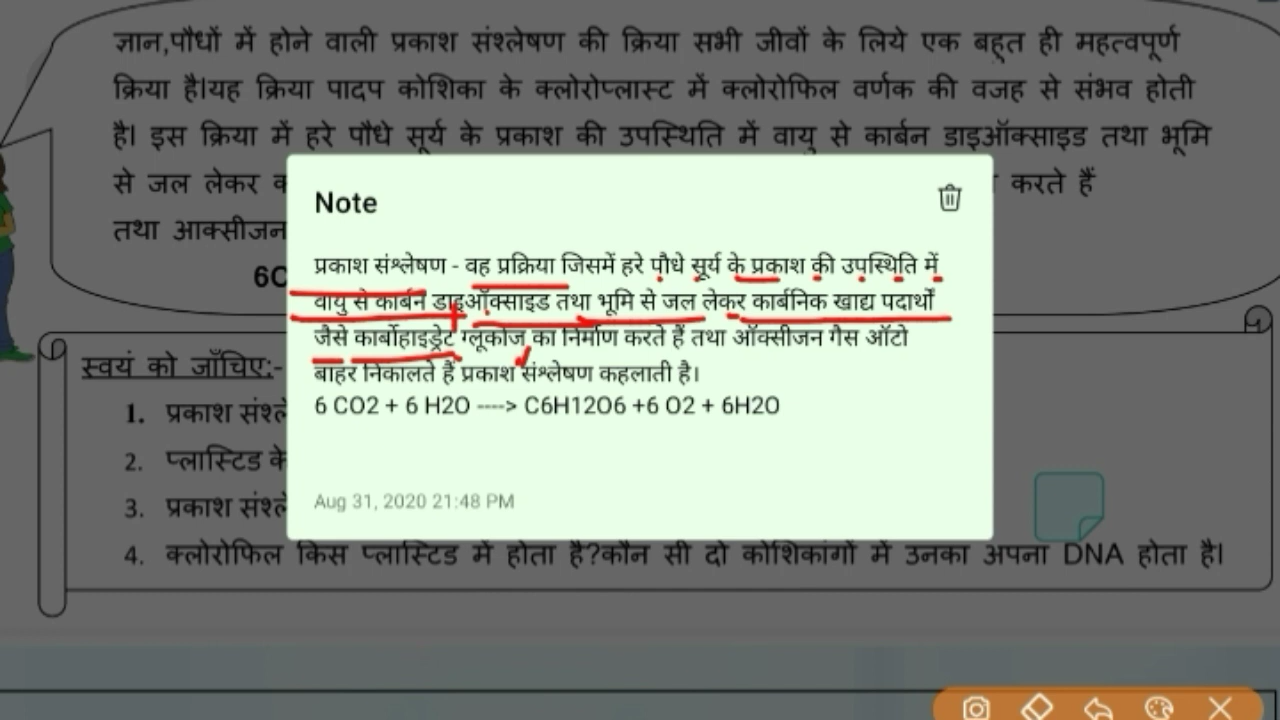 ज्ञान,पौधों में होने वाली प्रकाश संश्लेषण की क्रिया सभी जीवों के लिये एक बहुत ही महत्वपूर्ण
क्रिया है।यह क्रिया पादप कोशिका के क्लोरोप्लास्ट में क्लोरोफिल वर्णक की वजह से संभव होती
है। इस क्रिया में हरे पौधे सूर्य के प्रकाश की उपस्थिति में वायु से कार्बन डाइऑक्साइड तथा भूमि
से जल लेकर करते हैं
तथा आक्सीजन
Note
प्रकाश संश्लेषण - वह प्रक्रिया जिसमें हरे पौधे सूर्य के प्रकाश की उपस्थिति में
वायु से कार्बन डाइऑक्साइड तथा भूमि से जल लेकर कार्बनिक खाद्य पदार्थों
जैसे कार्बोहाइड्रेट ग्लूकोज का निर्माण करते हैं तथा ऑक्सीजन गैस ऑटो
बाहर निकालते हैं प्रकाश संश्लेषण कहलाती है।
6 CO2 + 6 H2O ----> C6H12O6 +6 O2 + 6H2O
Aug 31, 2020 21:48 PM
स्वयं को जाँचिए:-
1. प्रकाश
2. प्लास्टिड के
3. प्रकाश
4. क्लोरोफिल किस प्लास्टिड में होता है?कौन सी दो कोशिकांगों में उनका अपना DNA होता है।